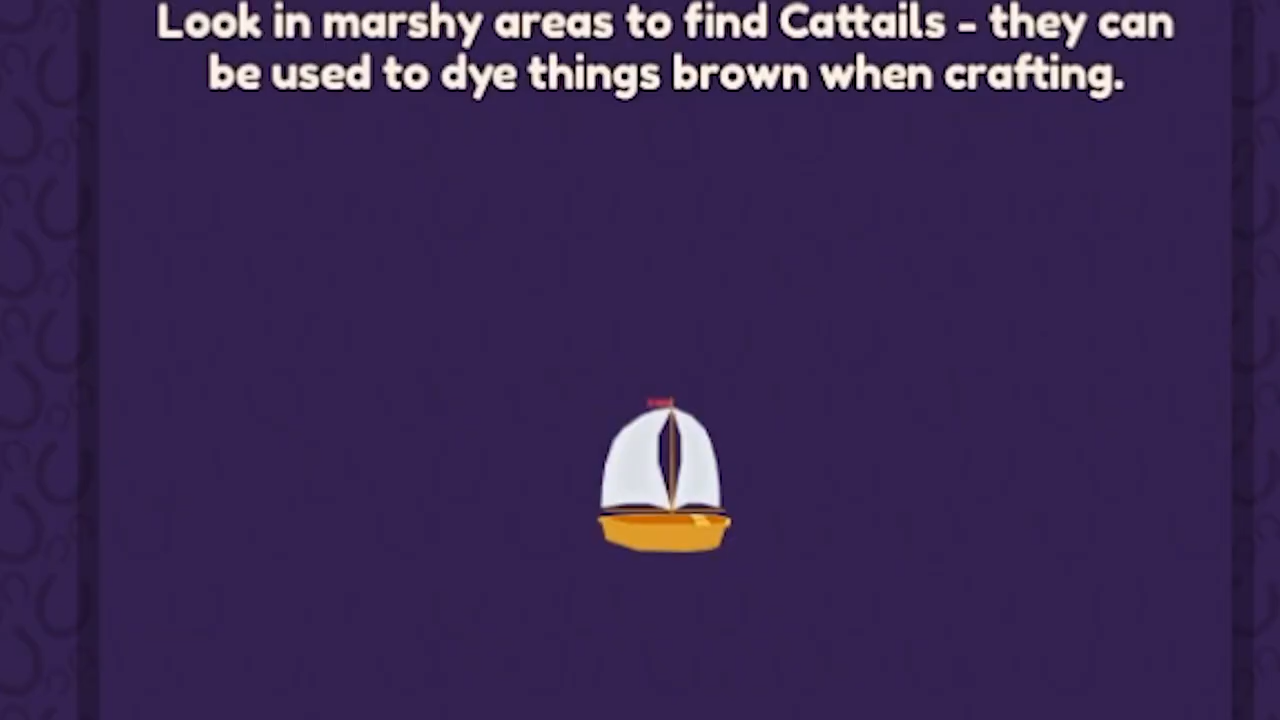 Look in marshy areas to find Cattails - they can
be used to dye things brown when crafting.